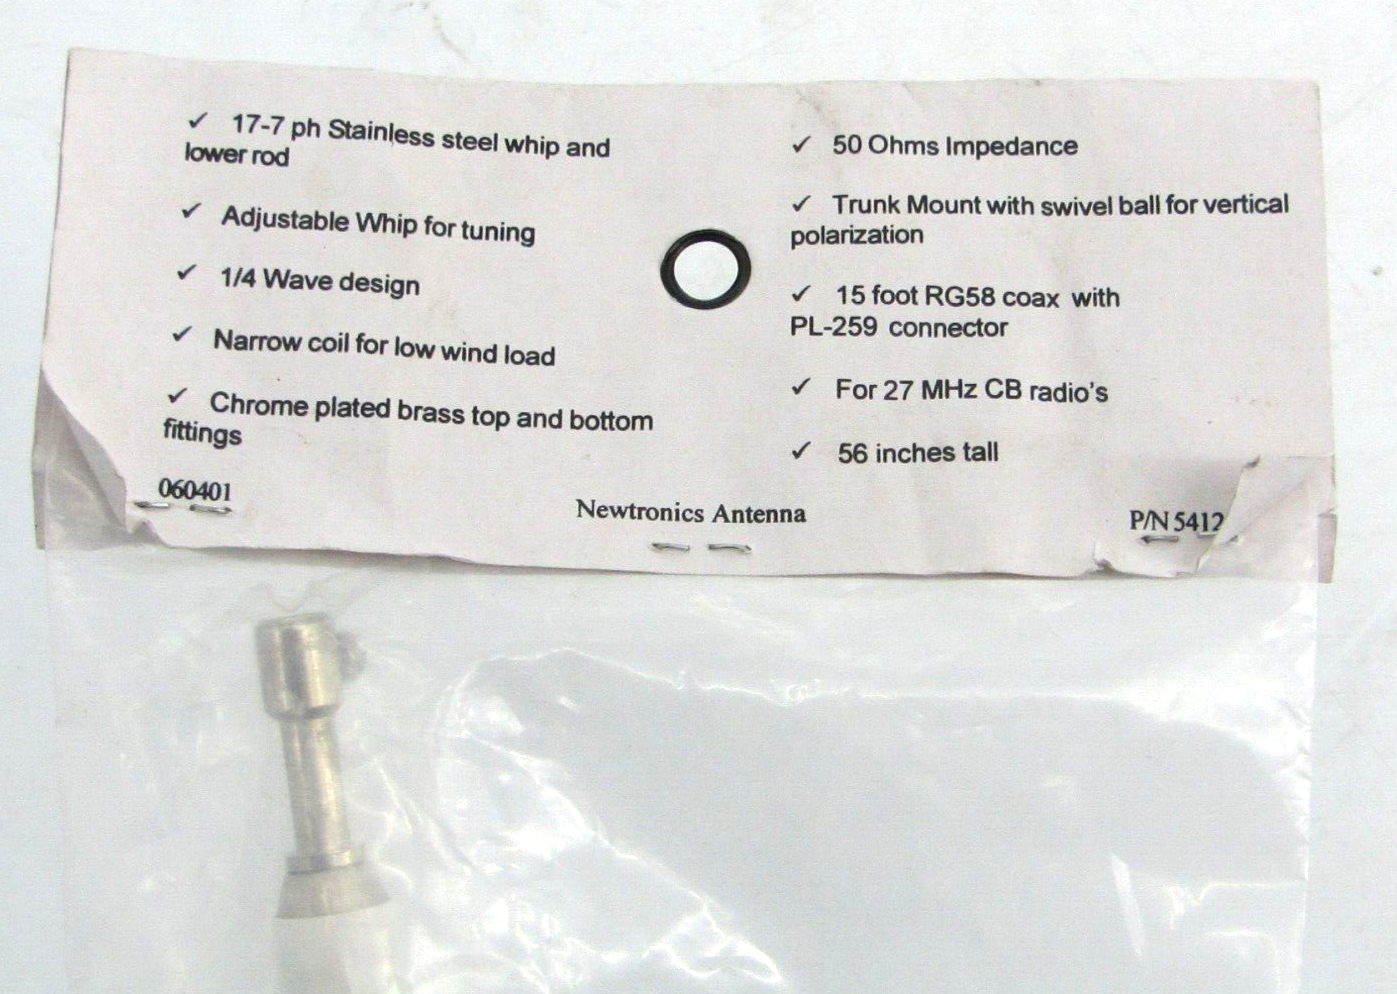 ✓ 17-7 ph Stainless steel whip and
lower rod
✓ Adjustable Whip for tuning
✓ 1/4 Wave design
✓ Narrow coil for low wind load
✓ Chrome plated brass top and bottom
fittings
060401
✓ 50 Ohms Impedance
✓ Trunk Mount with swivel ball for vertical
polarization
✓ 15 foot RG58 coax with
PL-259 connector
✓ For 27 MHz CB radio's
✓ 56 inches tall
Newtronics Antenna
P/N 5412